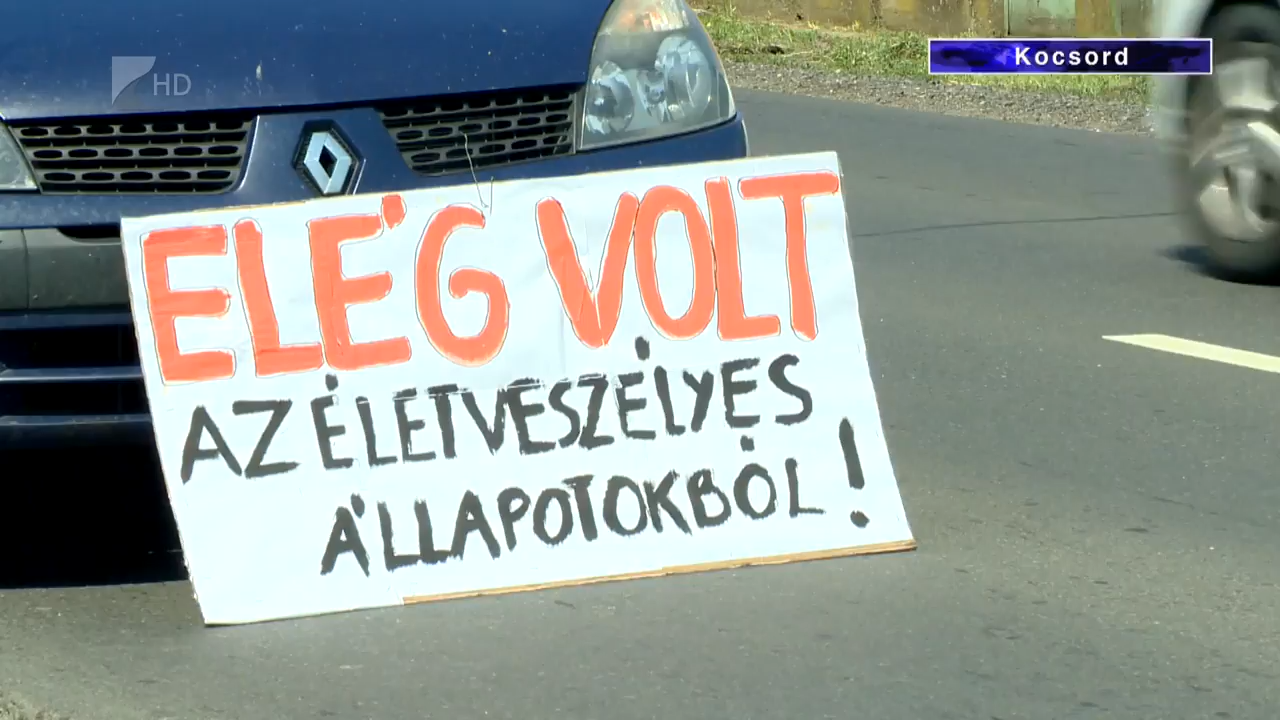 HD
Kocsord
ELÉG VOLT
AZ ÉLETVESZÉLYES
ÁLLAPOTOKBÓL!